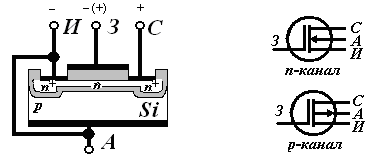 − −(+) +
И З С
n+ n n+
p Si
А
З С
А
И
n-канал
З С
А
И
p-канал